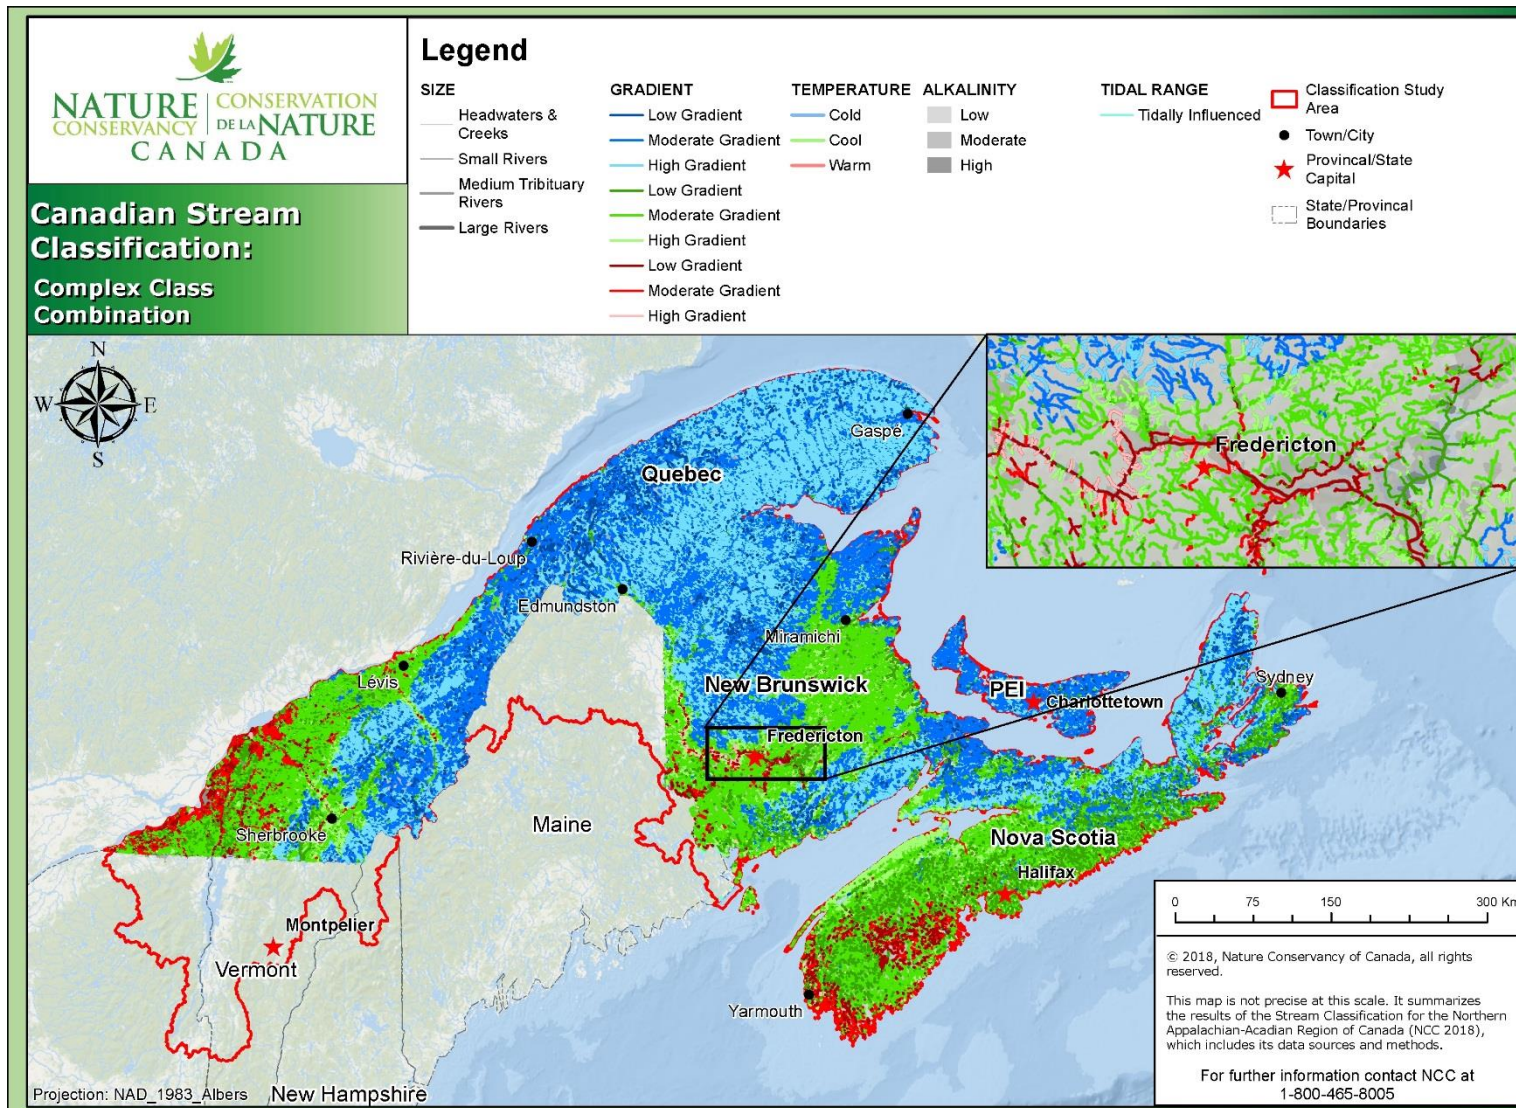 NATURE
CONSERVANCY
CONSERVATION
DE LA NATURE
CANADA
Canadian Stream
Classification:
Complex Class
Combination
Legend
SIZE
Headwaters &
Creeks
Small Rivers
Medium Tribituary
Rivers
Large Rivers
GRADIENT
Low Gradient
Moderate Gradient
High Gradient
Low Gradient
Moderate Gradient
High Gradient
Low Gradient
Moderate Gradient
High Gradient
TEMPERATURE
Cold
Cool
Warm
ALKALINITY
Low
Moderate
High
TIDAL RANGE
Tidally Influenced
Classification Study
Area
Town/City
Provincal/State
Capital
State/Provincal
Boundaries
N
W E
S
Gaspé
Quebec
Rivière-du-Loup
Edmundston
Miramichi
Lévis
New Brunswick
PEI
Charlottetown
Sydney
Fredericton
Fredericton
Sherbrooke
Maine
Nova Scotia
Halifax
Montpelier
Vermont
Yarmouth
New Hampshire
Projection: NAD_1983_Albers
0 75 150 300 Km
© 2018, Nature Conservancy of Canada, all rights
reserved.
This map is not precise at this scale. It summarizes
the results of the Stream Classification for the Northern
Appalachian-Acadian Region of Canada (NCC 2018),
which includes its data sources and methods.
For further information contact NCC at
1-800-465-8005